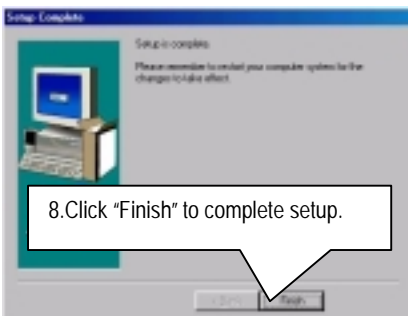 Setup Complete
Setup is complete.
Please remember to restart your computer system for the
changes to take effect.
8.Click “Finish” to complete setup.
< Back
Finish